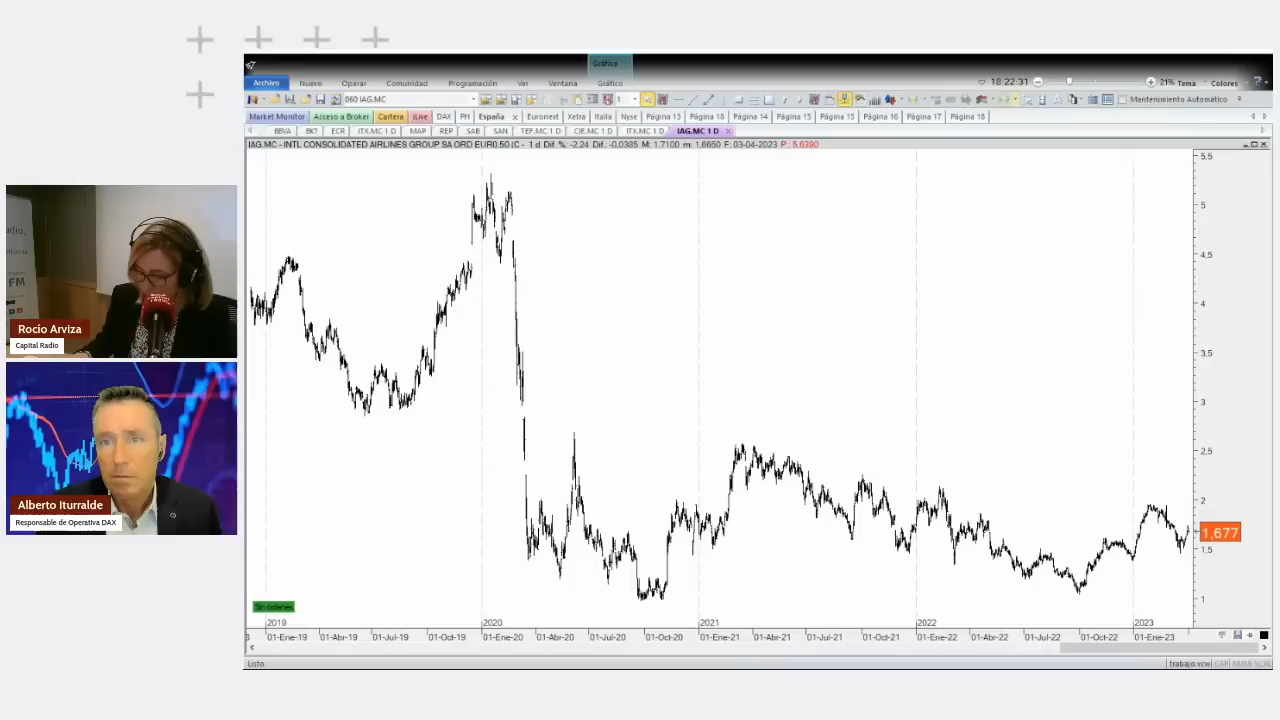 Gráfico
Archivo Nuevo Operar Comunidad Programación Ver Ventana Gráfico 18:22:31 21% Tema Colores ?
060 IAG.MC 1 Mantenimiento Automático
Market Monitor Acceso a Broker Cartera iLive DAX PH España x Euronext Xetra Italia Nyse Página 13 Página 18 Página 14 Página 15 Página 15 Página 16 Página 17 Página 18
BBVA BKT ECR ITX.MC 1 D MAP REP SAB SAN TEF.MC 1 D CIE.MC 1 D ITX.MC 1 D IAG.MC 1 D x
IAG.MC - INTL CONSOLIDATED AIRLINES GROUP SA ORD EUR0.50 (C - 1 d Dif. %: -2,24 Dif.: -0,0385 M: 1,7100 m: 1,6650 F: 03-04-2023 P: 5,6390
5,5
5
4,5
4
3,5
3
2,5
2
1,677
1,5
1
Sin órdenes
2019 2020 2021 2022 2023
01-Ene-19 01-Abr-19 01-Jul-19 01-Oct-19 01-Ene-20 01-Abr-20 01-Jul-20 01-Oct-20 01-Ene-21 01-Abr-21 01-Jul-21 01-Oct-21 01-Ene-22 01-Abr-22 01-Jul-22 01-Oct-22 01-Ene-23
Listo trabajo.vcw CAP NUM SCRL
radio,
FM
Rocío Arviza
Capital Radio
Alberto Iturralde
Responsable de Operativa DAX